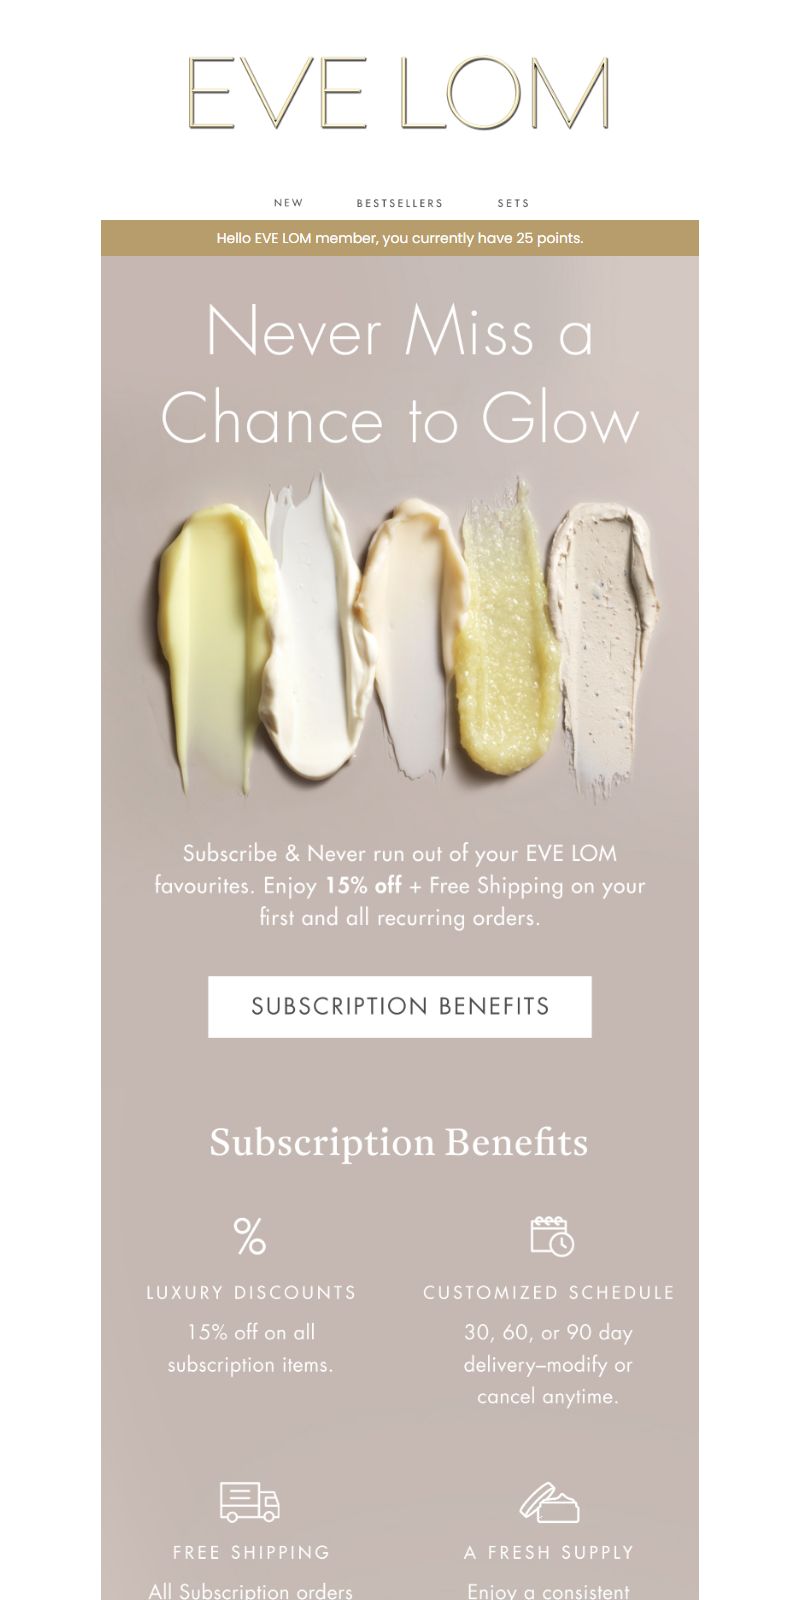 EVE LOM
NEW BESTSELLERS SETS
Hello EVE LOM member, you currently have 25 points.
Never Miss a
Chance to Glow
Subscribe & Never run out of your EVE LOM
favourites. Enjoy 15% off + Free Shipping on your
first and all recurring orders.
SUBSCRIPTION BENEFITS
Subscription Benefits
%
LUXURY DISCOUNTS
15% off on all
subscription items.
CUSTOMIZED SCHEDULE
30, 60, or 90 day
delivery–modify or
cancel anytime.
FREE SHIPPING
All Subscription orders
A FRESH SUPPLY
Enjoy a consistent